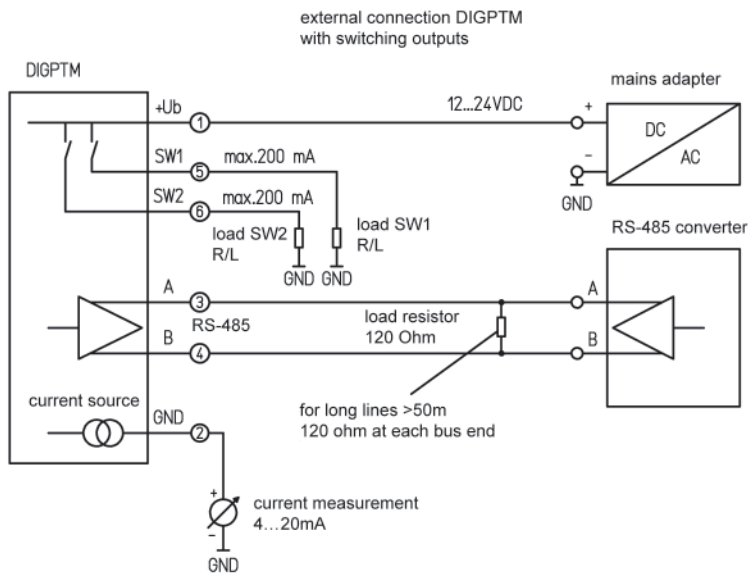 external connection DIGPTM
with switching outputs
DIGPTM
mains adapter
+Ub
1
12...24VDC
+
DC
AC
SW1
5
max.200 mA
-
GND
SW2
6
max.200 mA
load SW2
R/L
load SW1
R/L
GND GND
RS-485 converter
A
3
RS-485
load resistor
120 Ohm
A
B
4
B
current source
GND
2
for long lines >50m
120 ohm at each bus end
+
current measurement
4...20mA
-
GND